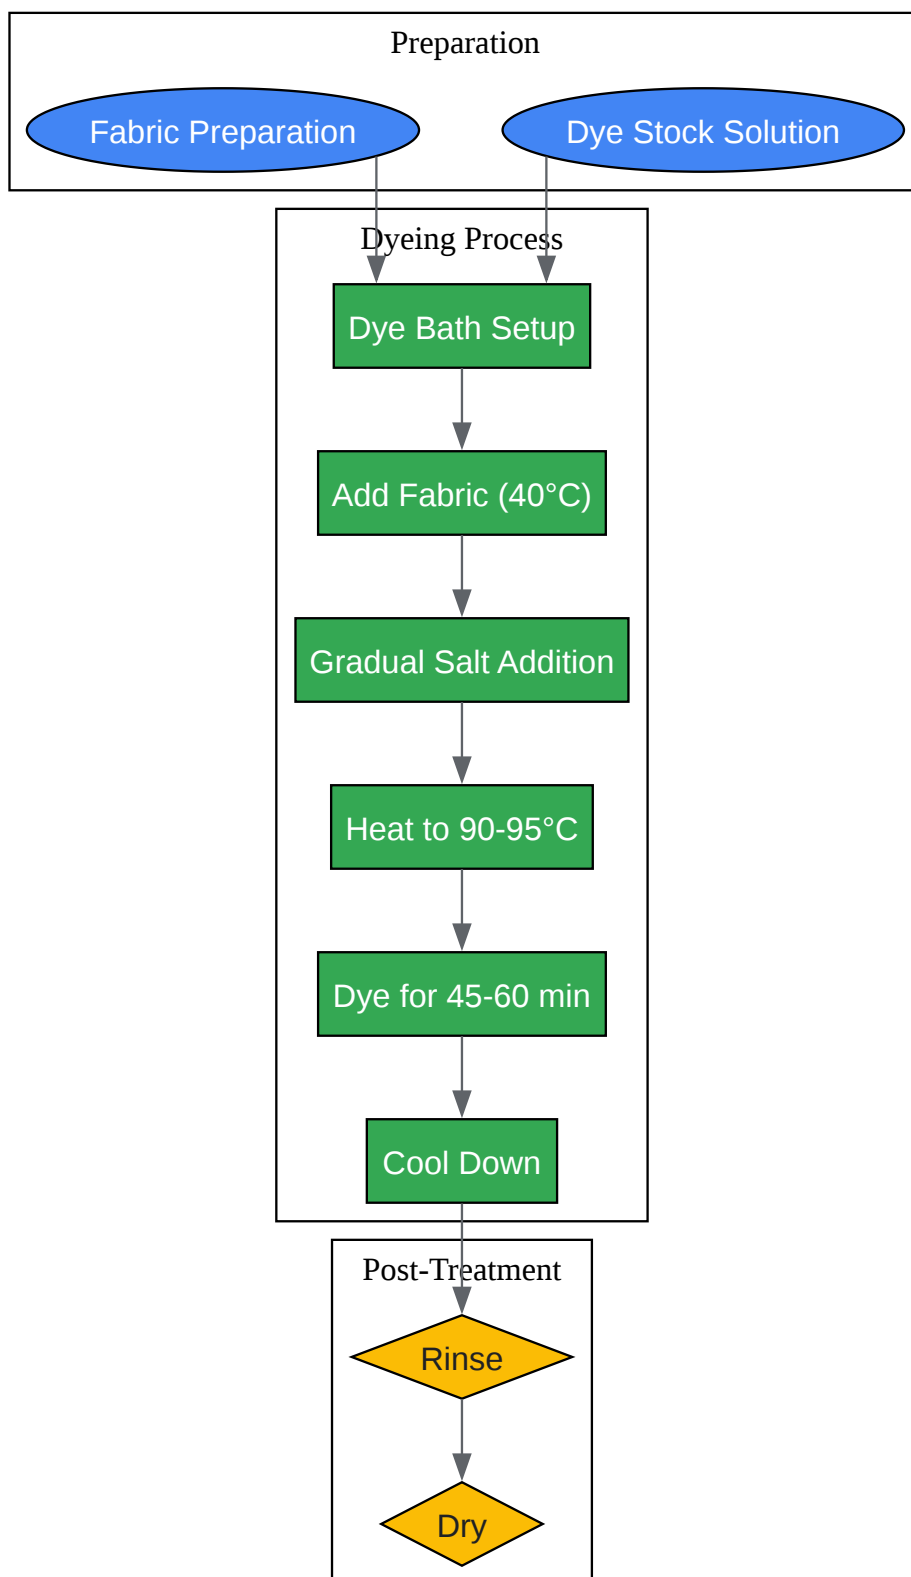 Preparation
Fabric Preparation
Dye Stock Solution
Dyeing Process
Dye Bath Setup
Add Fabric (40°C)
Gradual Salt Addition
Heat to 90-95°C
Dye for 45-60 min
Cool Down
Post-Treatment
Rinse
Dry